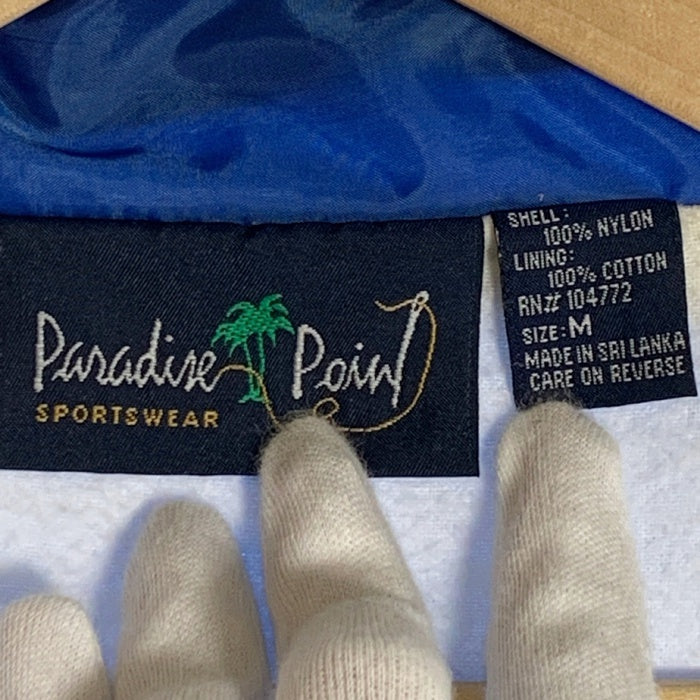 Paradise Point
SPORTSWEAR
SHELL:
100% NYLON
LINING:
100% COTTON
RN# 104772
SIZE: M
MADE IN SRI LANKA
CARE ON REVERSE